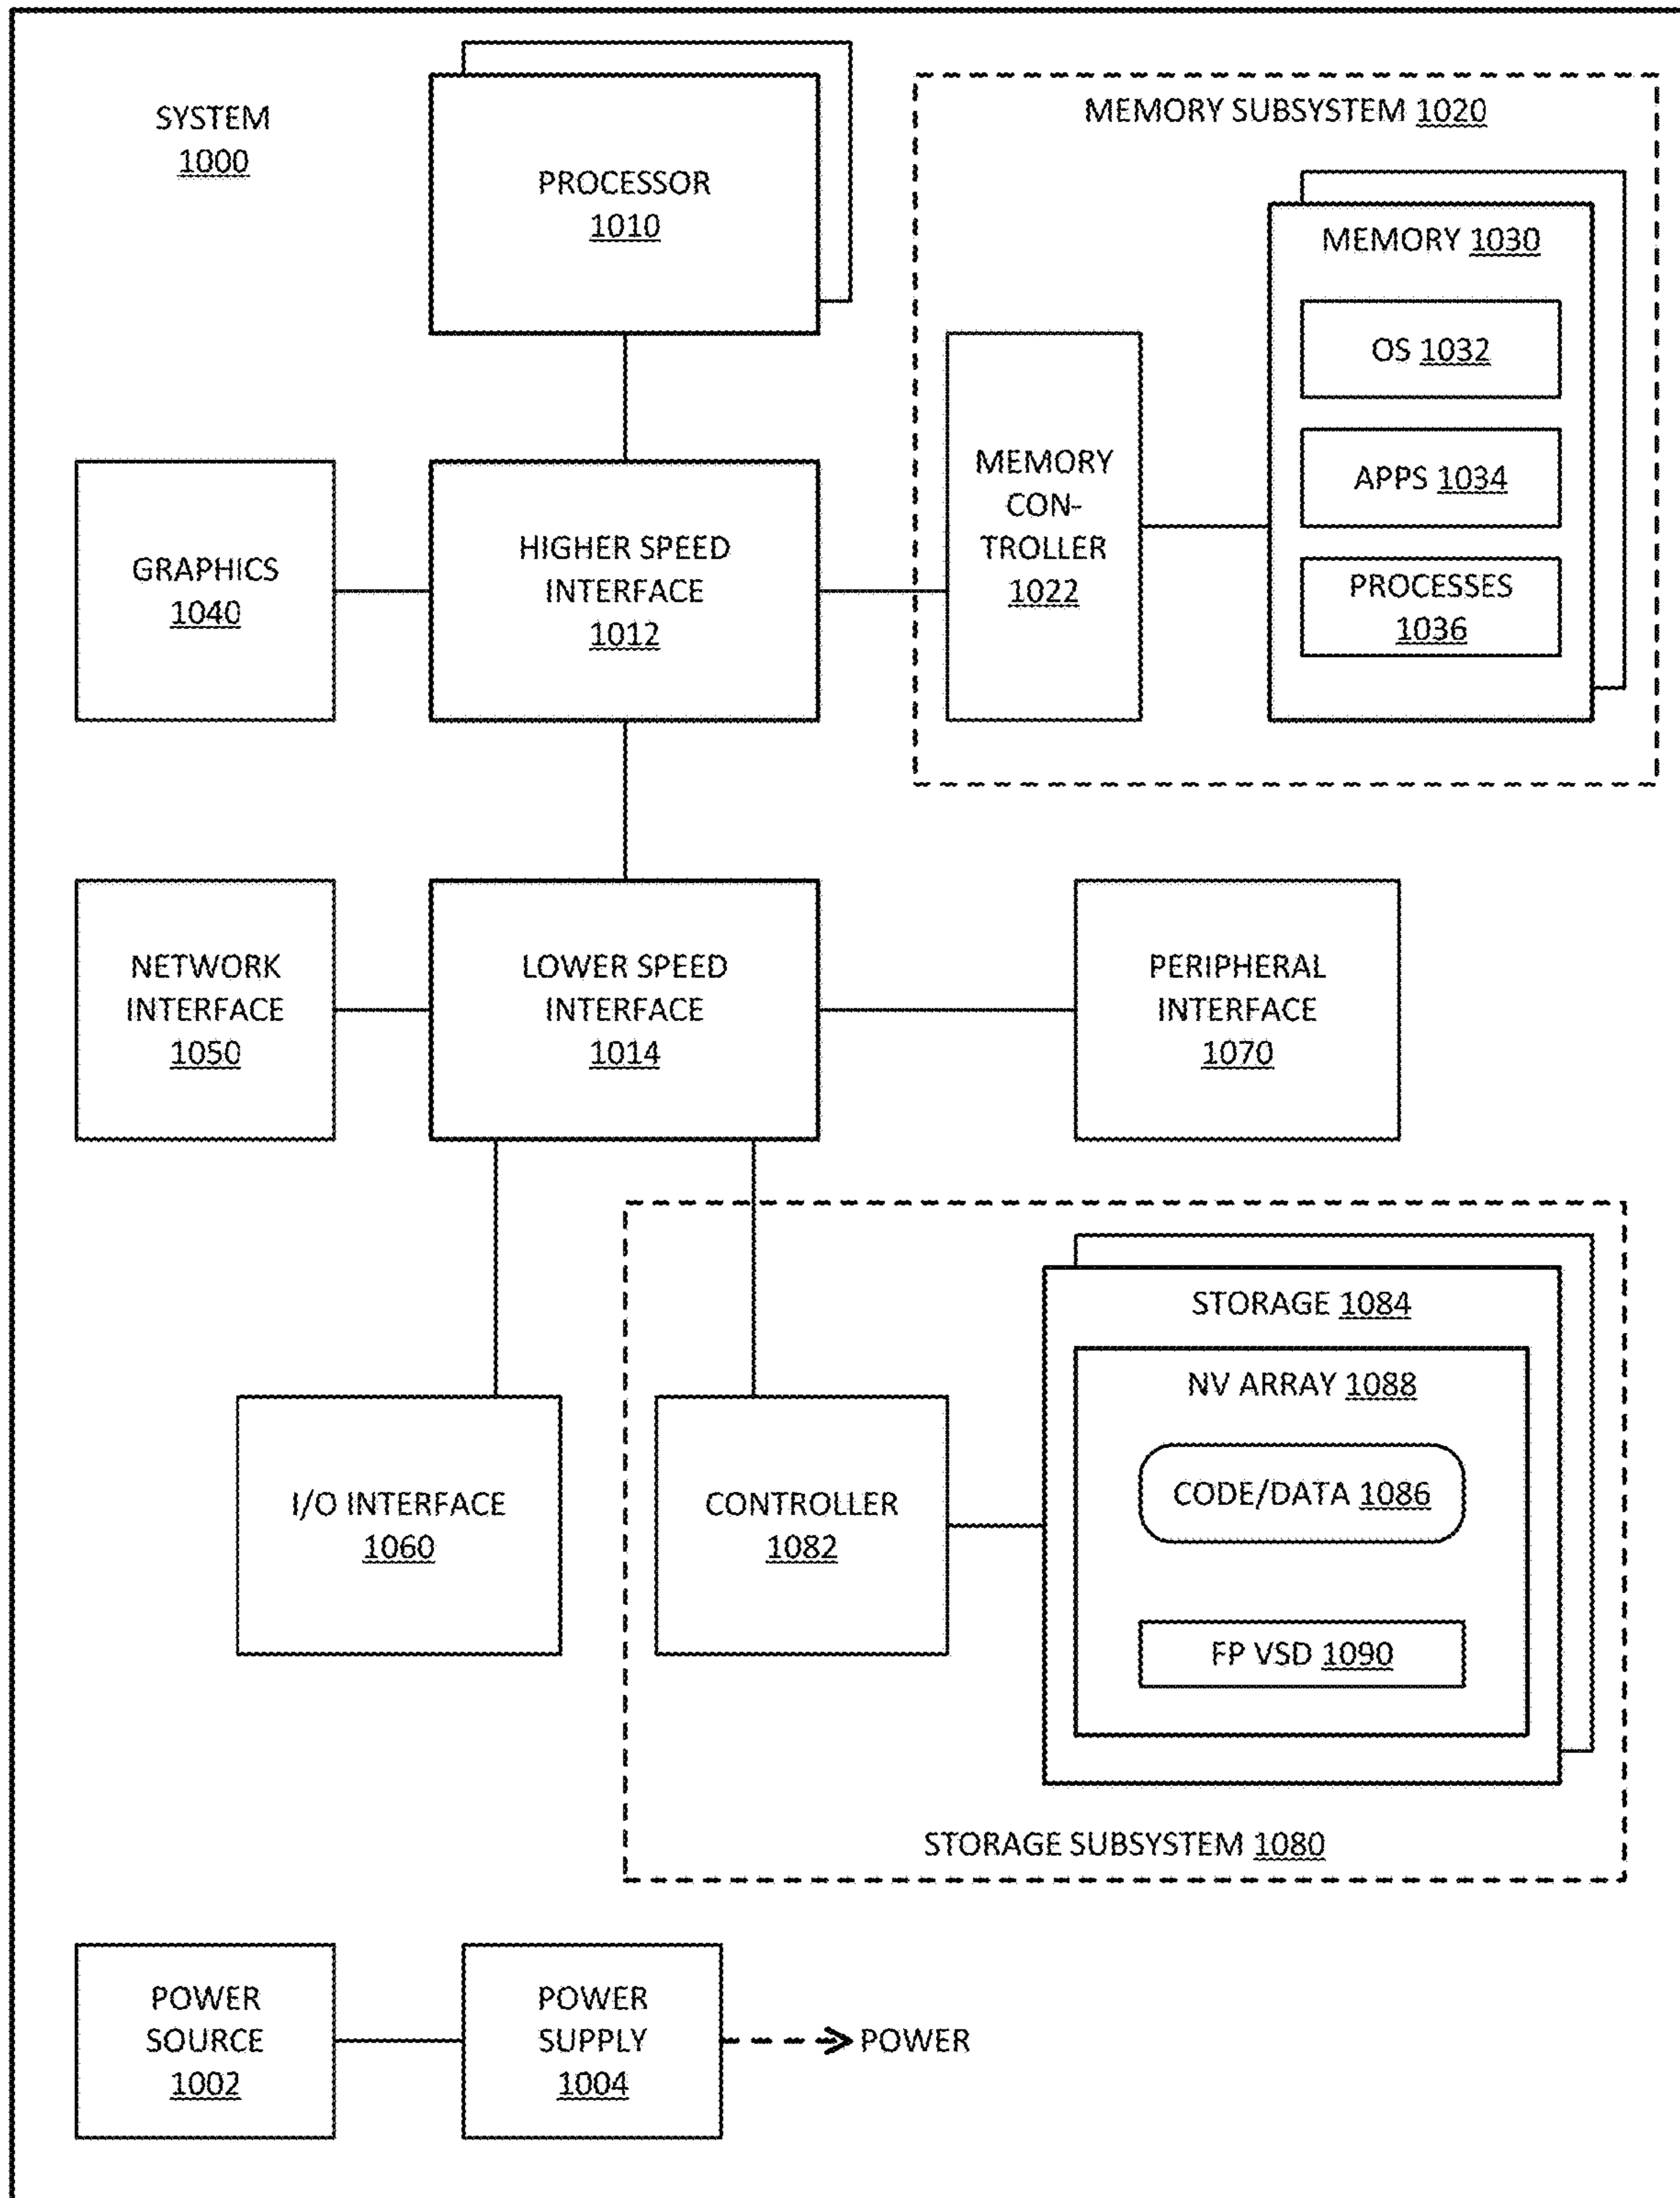 SYSTEM
1000
PROCESSOR
1010
MEMORY SUBSYSTEM 1020
MEMORY 1030
OS 1032
APPS 1034
PROCESSES
1036
MEMORY
CON-
TROLLER
1022
GRAPHICS
1040
HIGHER SPEED
INTERFACE
1012
NETWORK
INTERFACE
1050
LOWER SPEED
INTERFACE
1014
PERIPHERAL
INTERFACE
1070
I/O INTERFACE
1060
CONTROLLER
1082
STORAGE 1084
NV ARRAY 1088
CODE/DATA 1086
FP VSD 1090
STORAGE SUBSYSTEM 1080
POWER
SOURCE
1002
POWER
SUPPLY
1004
POWER